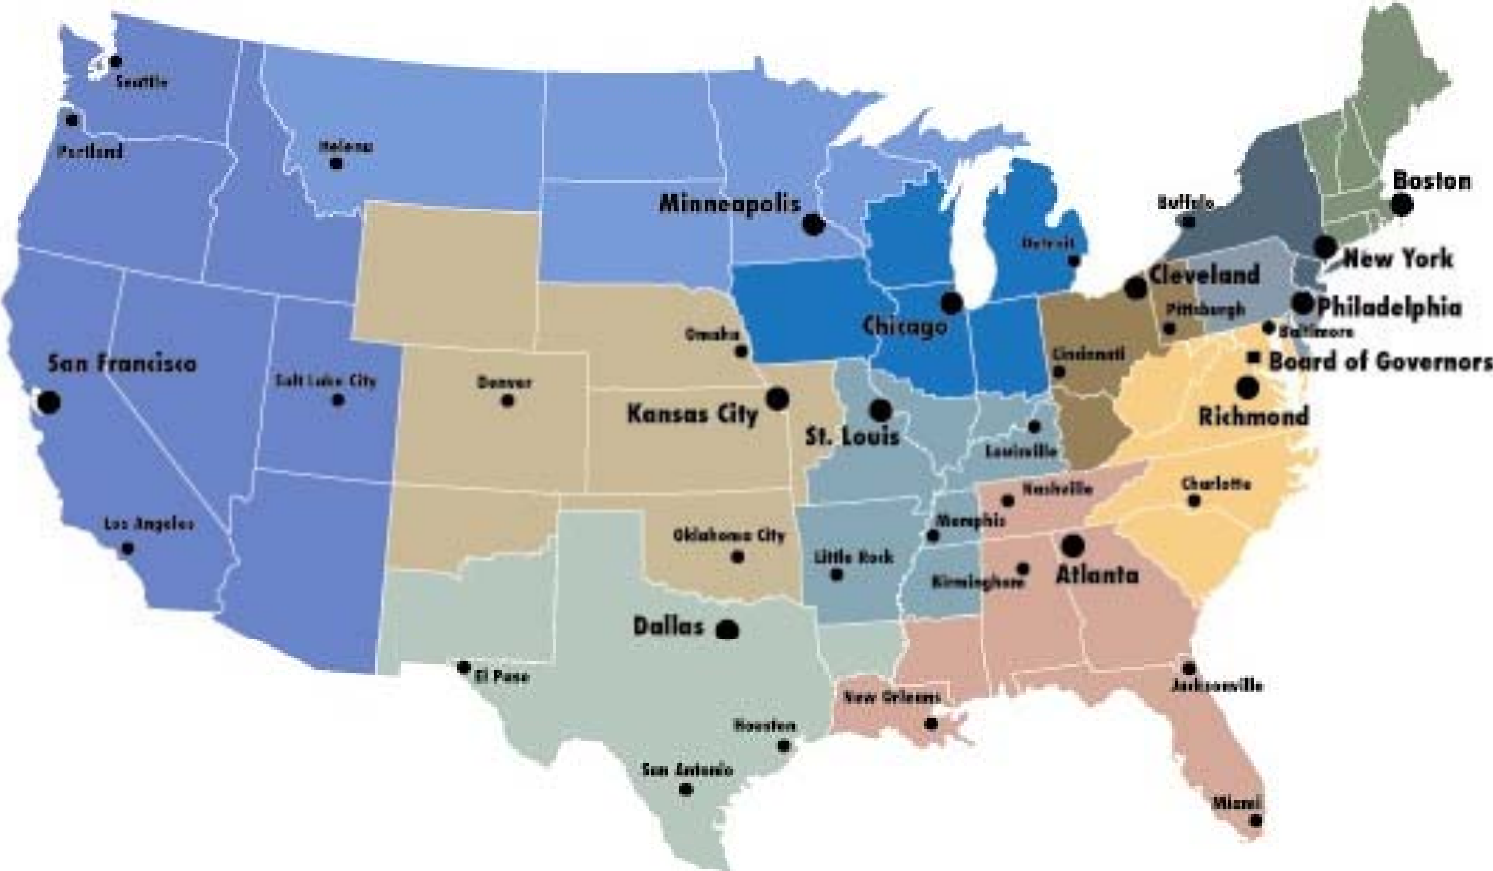 Seattle
Portland
Helena
Minneapolis
Buffalo
Boston
Detroit
New York
Cleveland
Pittsburgh
Philadelphia
Chicago
Baltimore
Omaha
Cincinnati
Board of Governors
San Francisco
Salt Lake City
Denver
Kansas City
St. Louis
Richmond
Louisville
Charlotte
Nashville
Los Angeles
Memphis
Oklahoma City
Little Rock
Birmingham
Atlanta
Dallas
El Paso
Jacksonville
New Orleans
Houston
San Antonio
Miami